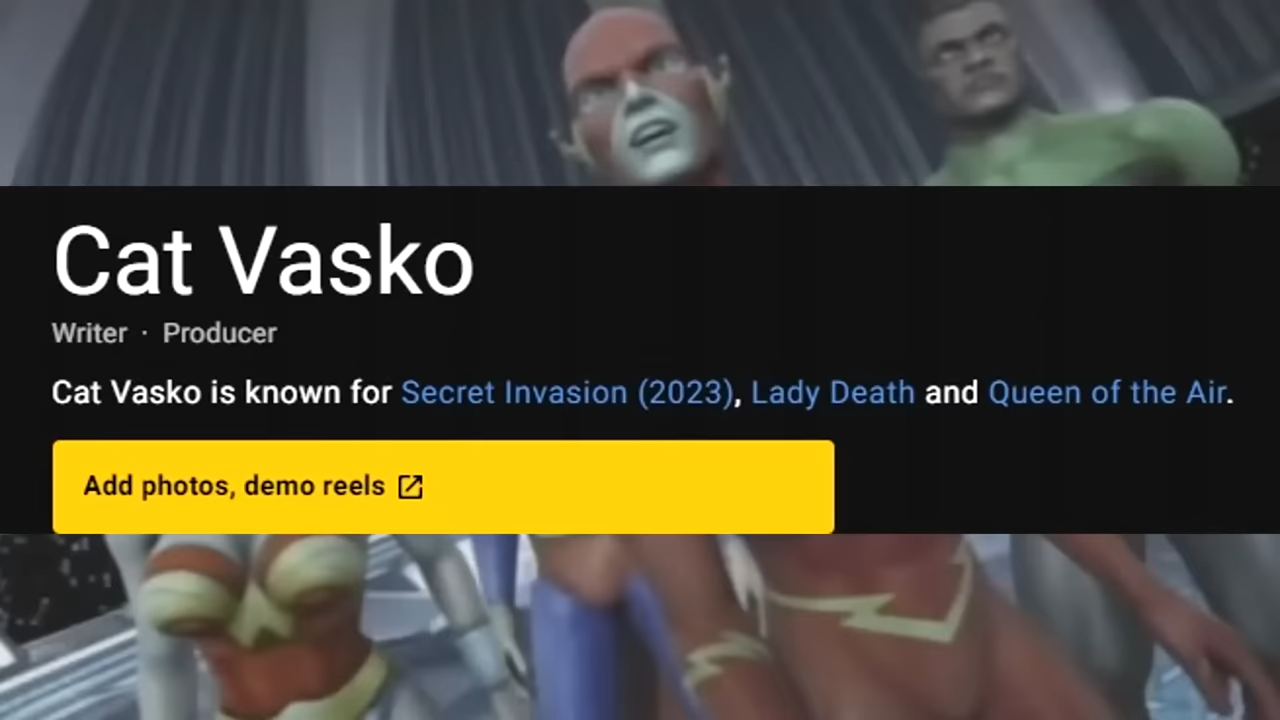 Cat Vasko
Writer · Producer
Cat Vasko is known for Secret Invasion (2023), Lady Death and Queen of the Air.
Add photos, demo reels